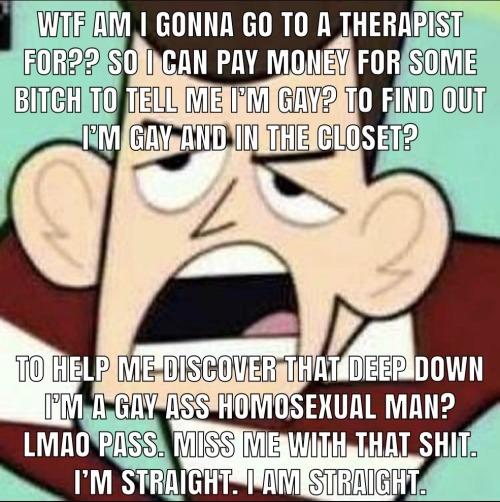 WTF AM I GONNA GO TO A THERAPIST
FOR?? SO I CAN PAY MONEY FOR SOME
BITCH TO TELL ME I'M GAY? TO FIND OUT
I'M GAY AND IN THE CLOSET?
TO HELP ME DISCOVER THAT DEEP DOWN
I'M A GAY ASS HOMOSEXUAL MAN?
LMAO PASS. MISS ME WITH THAT SHIT.
I'M STRAIGHT. I AM STRAIGHT.